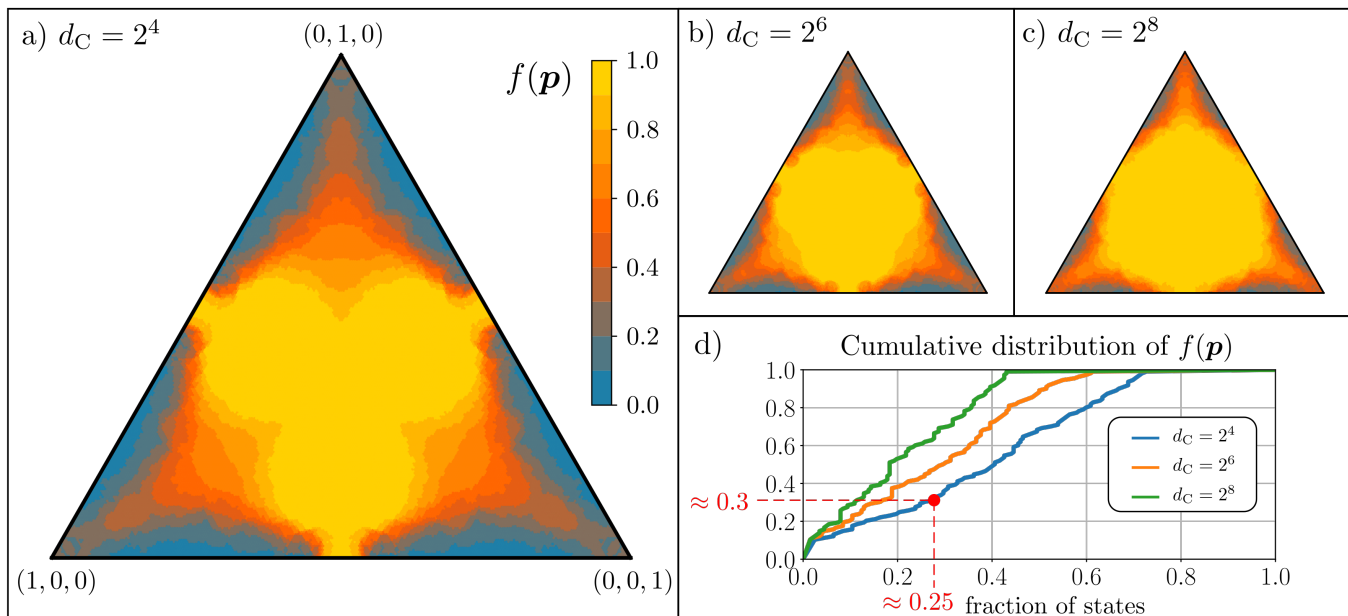 a) d_C = 2^4
(0, 1, 0)
f(p)
1.0
0.8
0.6
0.4
0.2
0.0
(1, 0, 0)
(0, 0, 1)
b) d_C = 2^6
c) d_C = 2^8
d)
Cumulative distribution of f(p)
1.0
0.8
0.6
0.4
0.2
0.0
≈ 0.3
d_C = 2^4
d_C = 2^6
d_C = 2^8
0.0 0.2 0.4 0.6 0.8 1.0
≈ 0.25
fraction of states